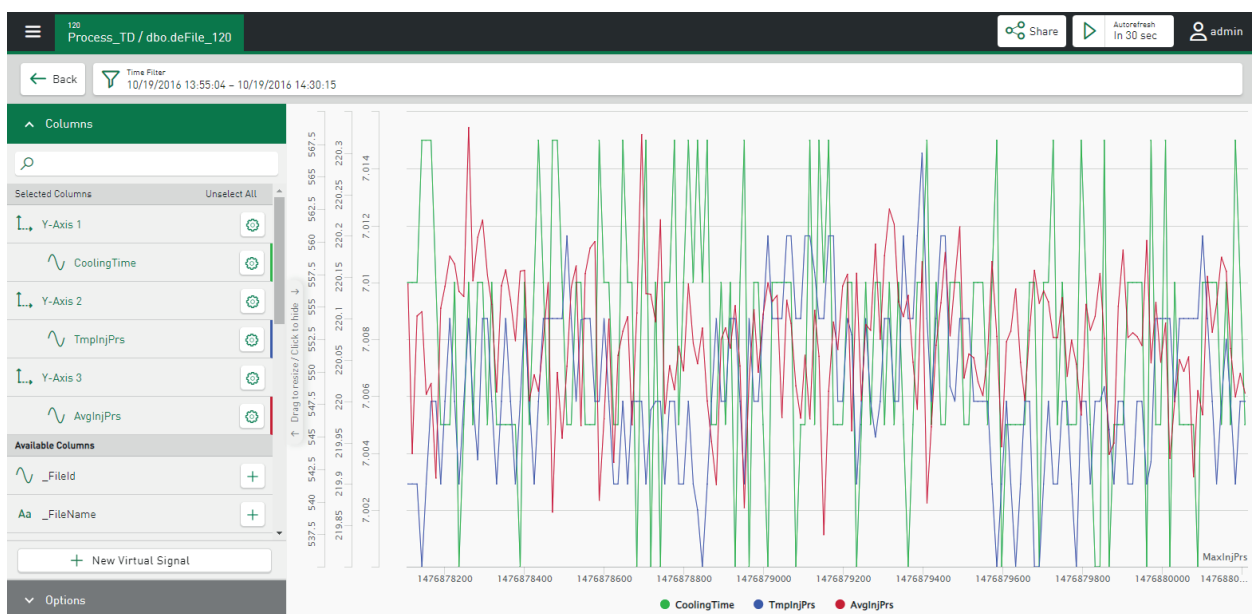 120
Process_TD / dbo.deFile_120
Share
Autorefresh
In 30 sec
admin
Back
Time Filter
10/19/2016 13:55:04 – 10/19/2016 14:30:15
Columns
Selected Columns
Unselect All
Y-Axis 1
CoolingTime
Y-Axis 2
TmpInjPrs
Y-Axis 3
AvgInjPrs
Available Columns
_FileId
Aa _FileName
New Virtual Signal
Options
← Drag to resize / Click to hide →
567.5
565
562.5
560
557.5
555
552.5
550
547.5
545
542.5
540
537.5
220.3
220.25
220.2
220.15
220.1
220.05
220
219.95
219.9
219.85
7.014
7.012
7.01
7.008
7.006
7.004
7.002
MaxInjPrs
1476878200 1476878400 1476878600 1476878800 1476879000 1476879200 1476879400 1476879600 1476879800 1476880000 1476880...
CoolingTime TmpInjPrs AvgInjPrs